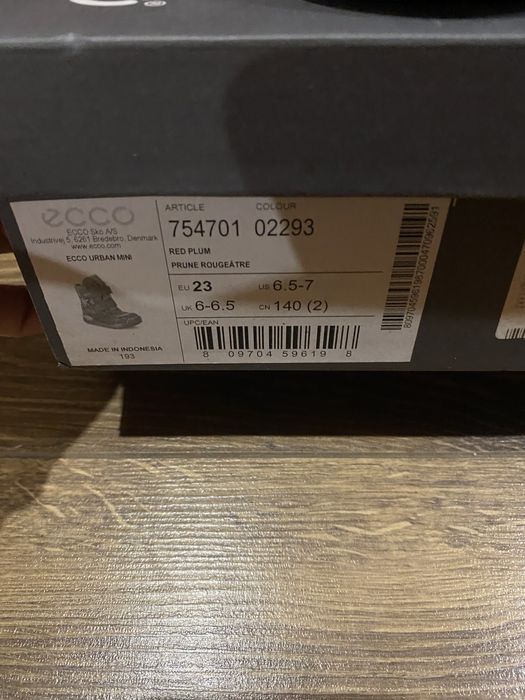 ®
ecco
ECCO Sko A/S
Industrivej 5, 6261 Bredebro, Denmark
www.ecco.com
ECCO URBAN MINI
MADE IN INDONESIA
193
ARTICLE COLOUR
754701 02293
RED PLUM
PRUNE ROUGEÂTRE
EU 23 US 6.5-7
UK 6-6.5 CN 140 (2)
UPC/EAN
8 09704 59619 8